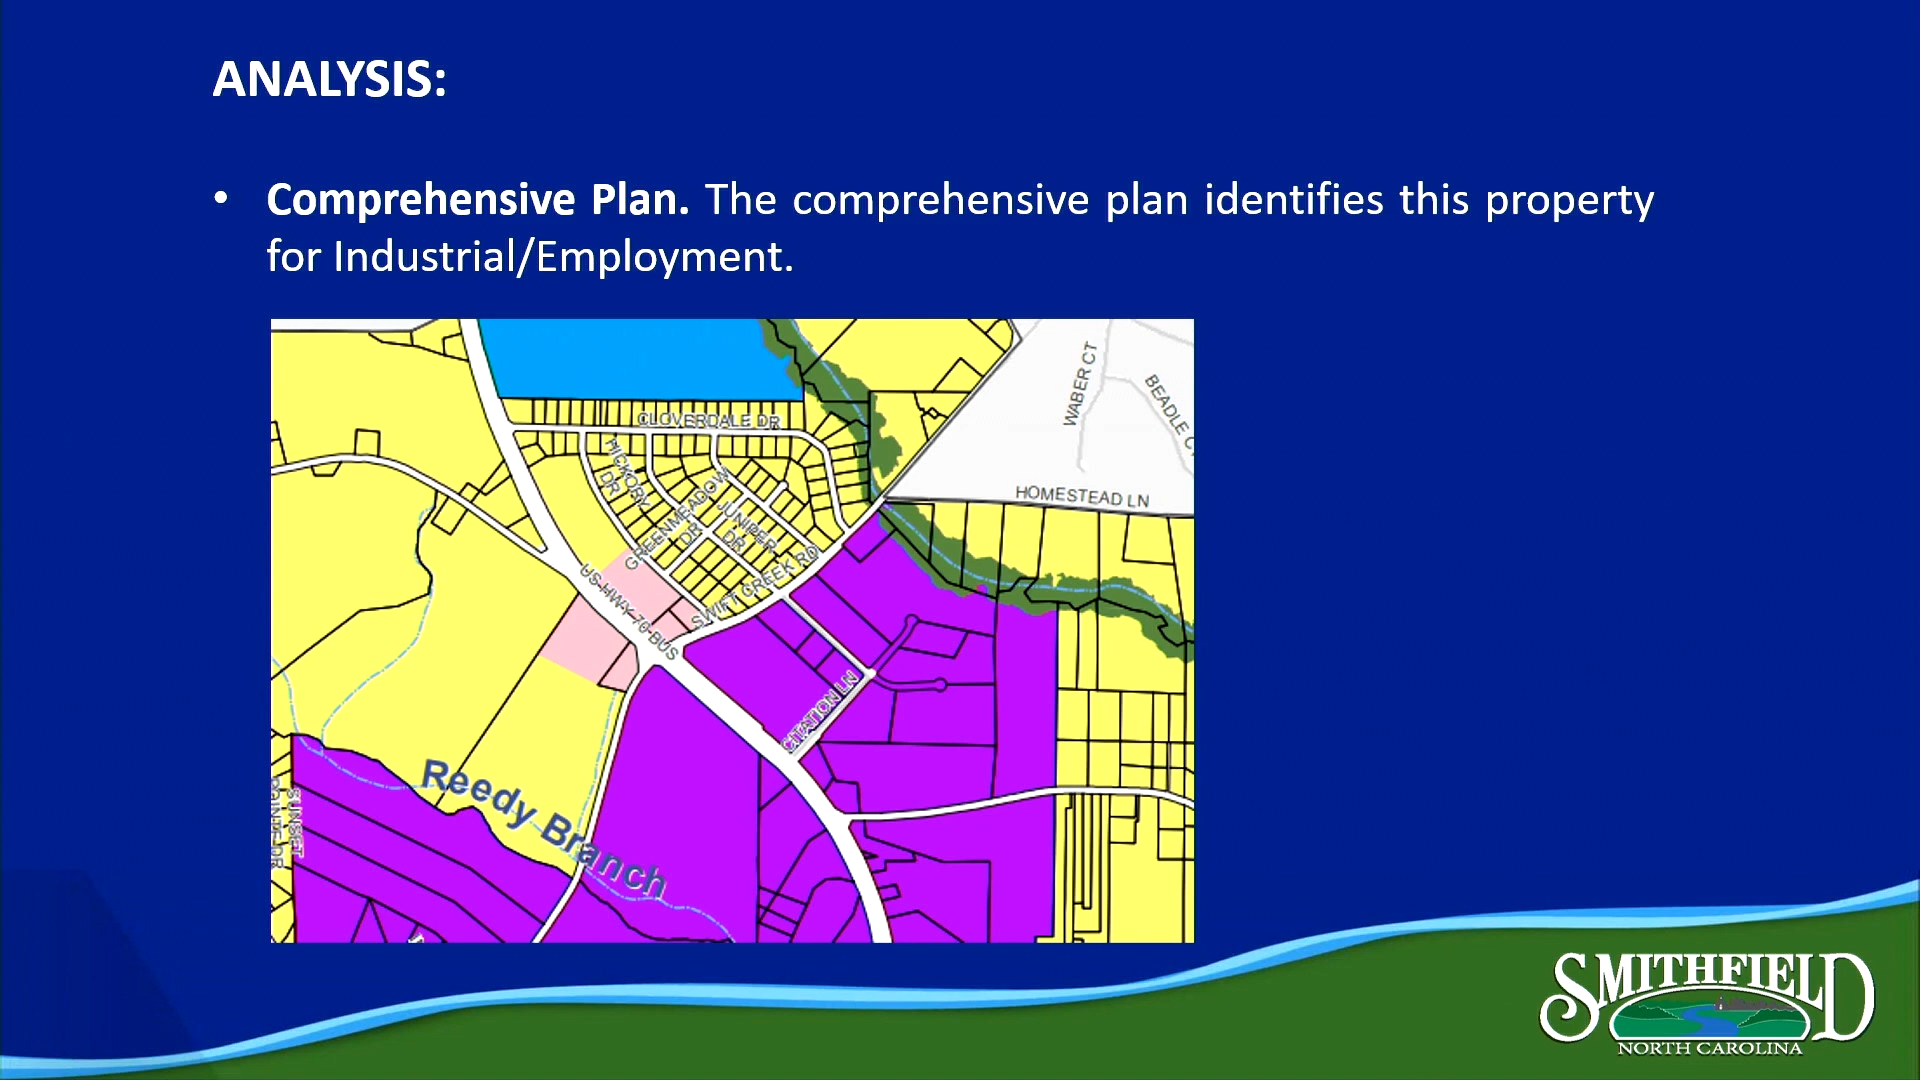 ANALYSIS:
• Comprehensive Plan. The comprehensive plan identifies this property
for Industrial/Employment.
WABER CT
BEADLE C
CLOVERDALE DR
HICKORY
DR
GREENMEADOW
DR
JUNIPER
DR
HOMESTEAD LN
SWIFT CREEK RD
US HWY 70 BUS
CITATION LN
Reedy Branch
SUNSET
POINTE DR
SMITHFIELD
NORTH CAROLINA